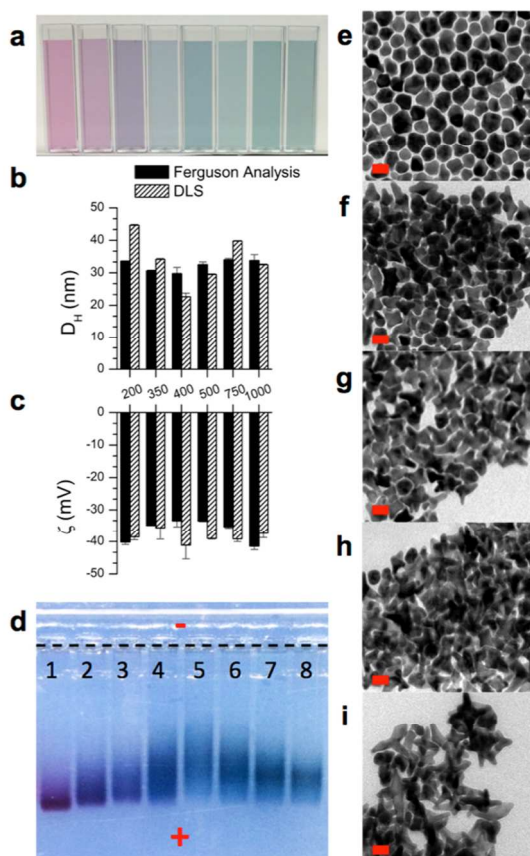 a
b
Ferguson Analysis
DLS
50
40
30
20
10
0
D_H (nm)
200 350 400 500 750 1000
c
0
-10
-20
-30
-40
-50
ζ (mV)
d
-
1 2 3 4 5 6 7 8
+
e
f
g
h
i